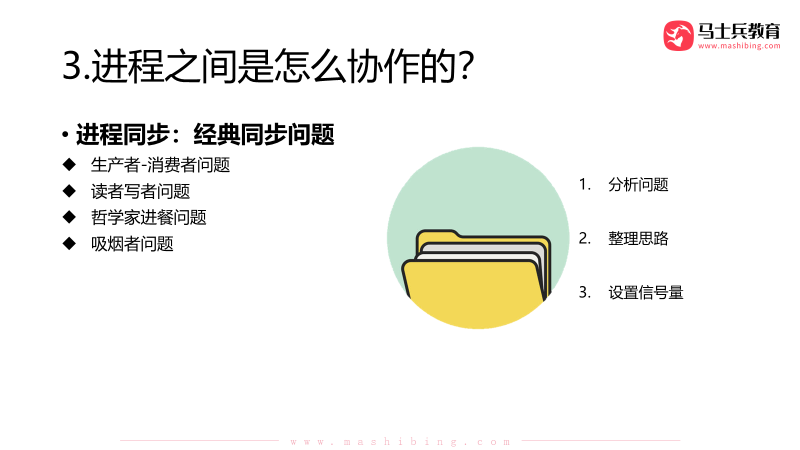 马士兵教育
www.mashibing.com
3.进程之间是怎么协作的?
• 进程同步：经典同步问题
◆ 生产者-消费者问题
◆ 读者写者问题
◆ 哲学家进餐问题
◆ 吸烟者问题
1. 分析问题
2. 整理思路
3. 设置信号量
www.mashibing.com